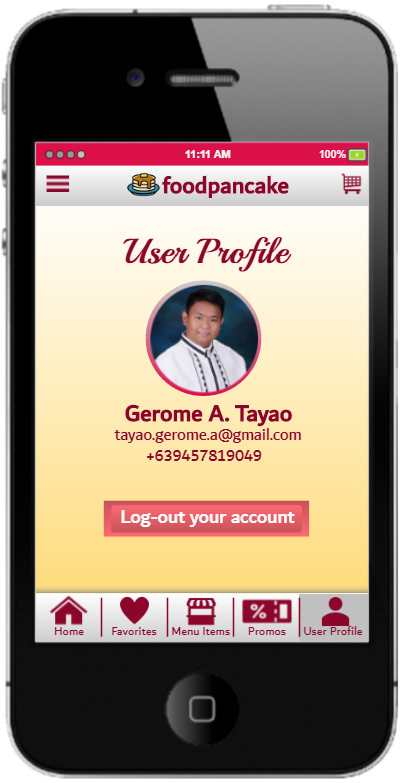 11:11 AM
100%
foodpancake
User Profile
Gerome A. Tayao
tayao.gerome.a@gmail.com
+639457819049
Log-out your account
%
Home
Favorites
Menu Items
Promos
User Profile